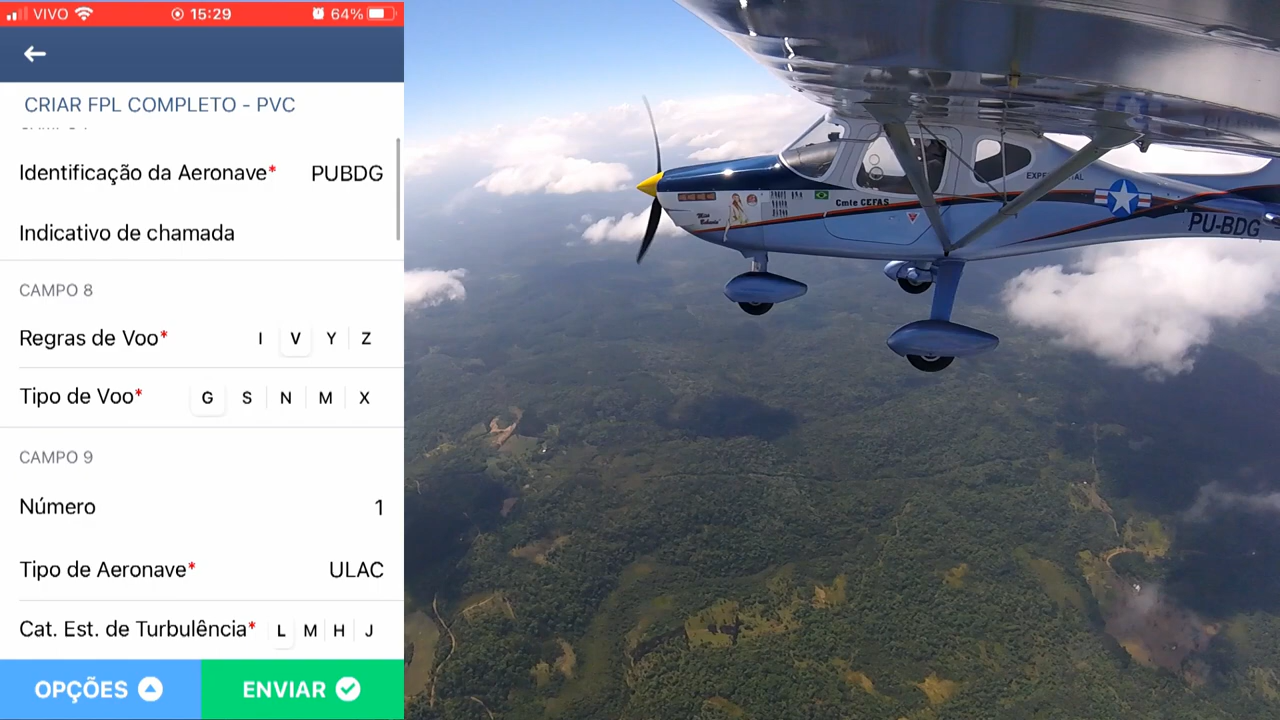 VIVO 15:29 64%
CRIAR FPL COMPLETO - PVC
Identificação da Aeronave* PUBDG
Indicativo de chamada
CAMPO 8
Regras de Voo* I V Y Z
Tipo de Voo* G S N M X
CAMPO 9
Número 1
Tipo de Aeronave* ULAC
Cat. Est. de Turbulência* L M H J
OPÇÕES ENVIAR
Cmte CEFAS
PU-BDG